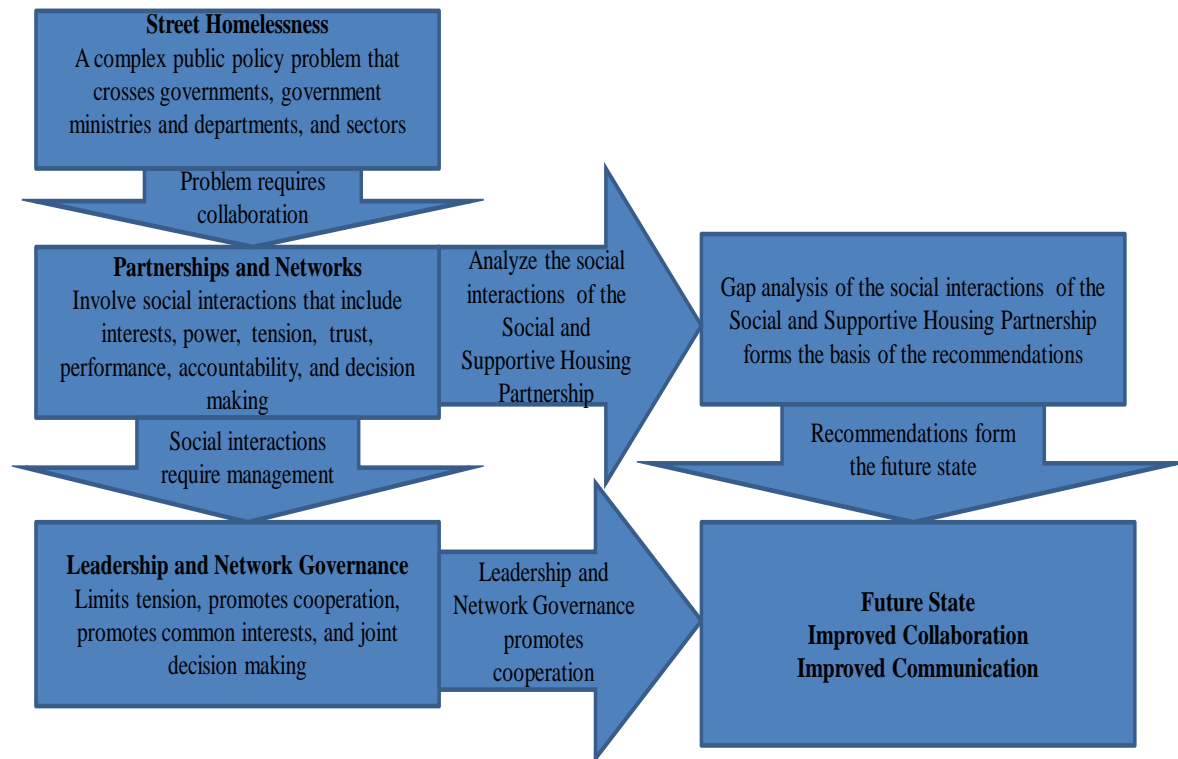 Street Homelessness
A complex public policy problem that
crosses governments, government
ministries and departments, and sectors
Problem requires
collaboration
Partnerships and Networks
Involve social interactions that include
interests, power, tension, trust,
performance, accountability, and decision
making
Analyze the social
interactions of the
Social and
Supportive Housing
Partnership
Gap analysis of the social interactions of the
Social and Supportive Housing Partnership
forms the basis of the recommendations
Social interactions
require management
Recommendations form
the future state
Leadership and Network Governance
Limits tension, promotes cooperation,
promotes common interests, and joint
decision making
Leadership and
Network Governance
promotes
cooperation
Future State
Improved Collaboration
Improved Communication